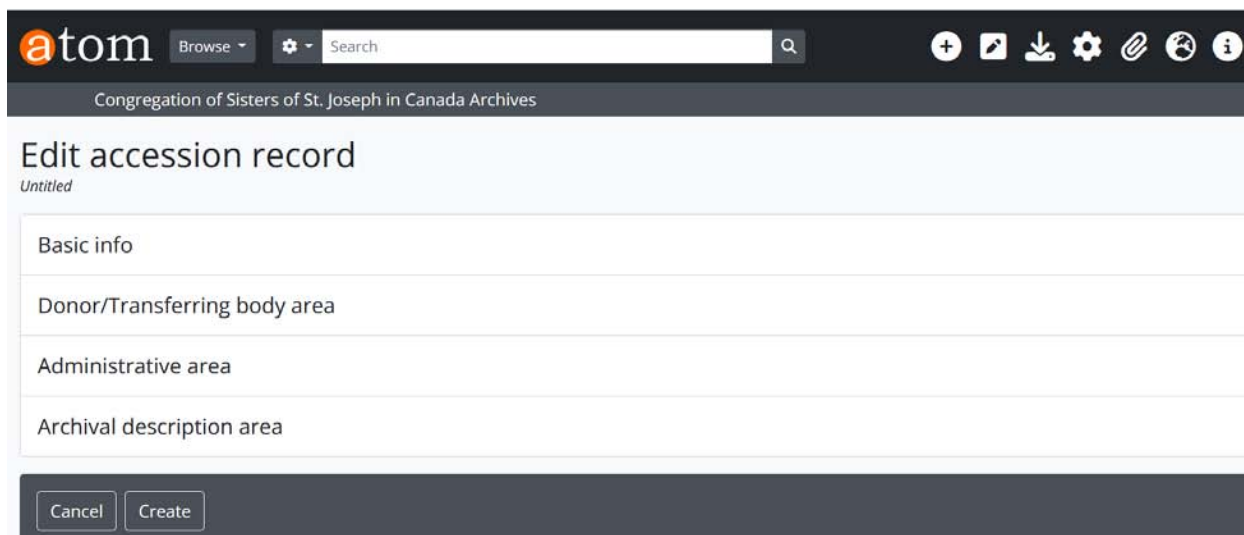 atom Browse Search
Congregation of Sisters of St. Joseph in Canada Archives
Edit accession record
Untitled
Basic info
Donor/Transferring body area
Administrative area
Archival description area
Cancel Create